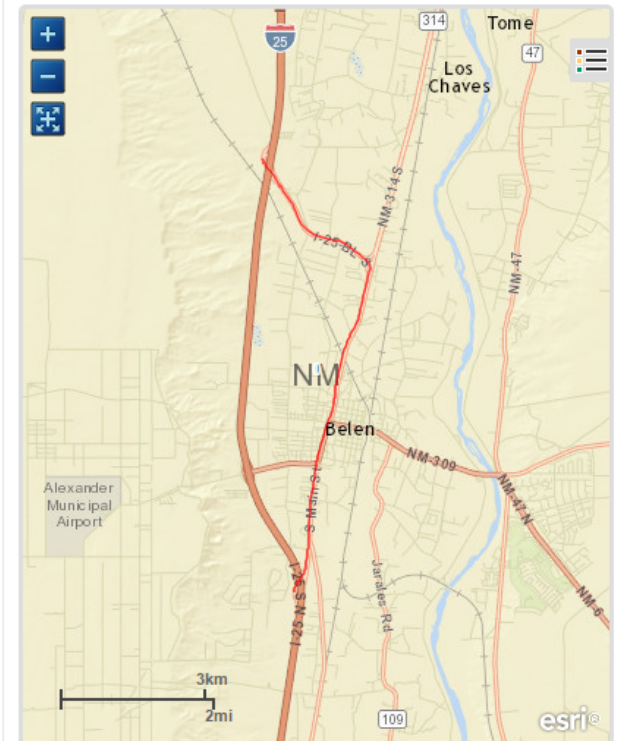 +
314
Tome
25
47
−
Los
Chaves
NM-314 S
I-25-BL S
NM-47
NM
Belen
NM-309
Alexander
Municipal
Airport
S Main St
NM-47 N
Jarales Rd
I-25 N S
NM-6
3km
2mi
109
esri®